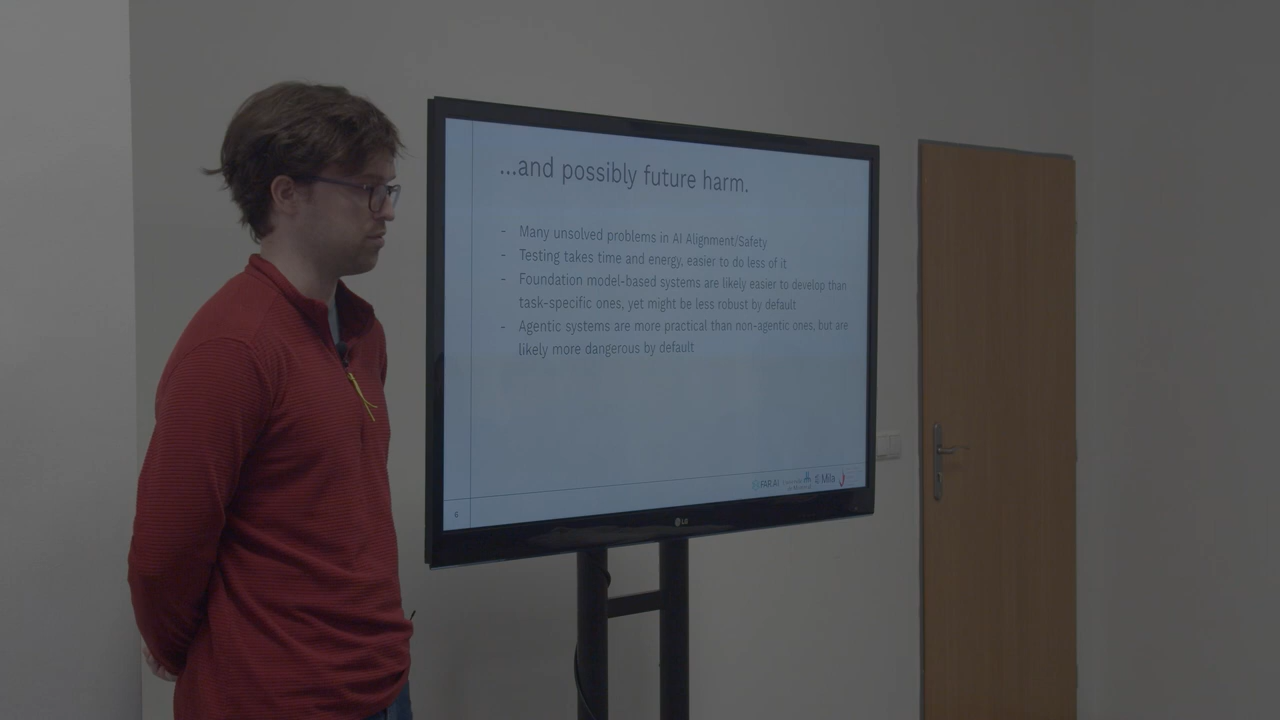 ...and possibly future harm.
- Many unsolved problems in AI Alignment/Safety
- Testing takes time and energy, easier to do less of it
- Foundation model-based systems are likely easier to develop than
task-specific ones, yet might be less robust by default
- Agentic systems are more practical than non-agentic ones, but are
likely more dangerous by default
6
FAR.AI
Mila
LG